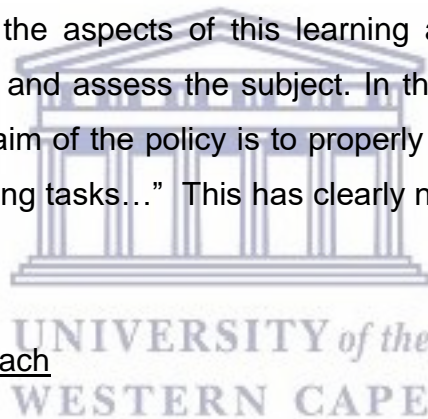 the aspects of this learning a
and assess the subject. In th
aim of the policy is to properly
ing tasks…” This has clearly n
UNIVERSITY of the
ach
WESTERN CAPE